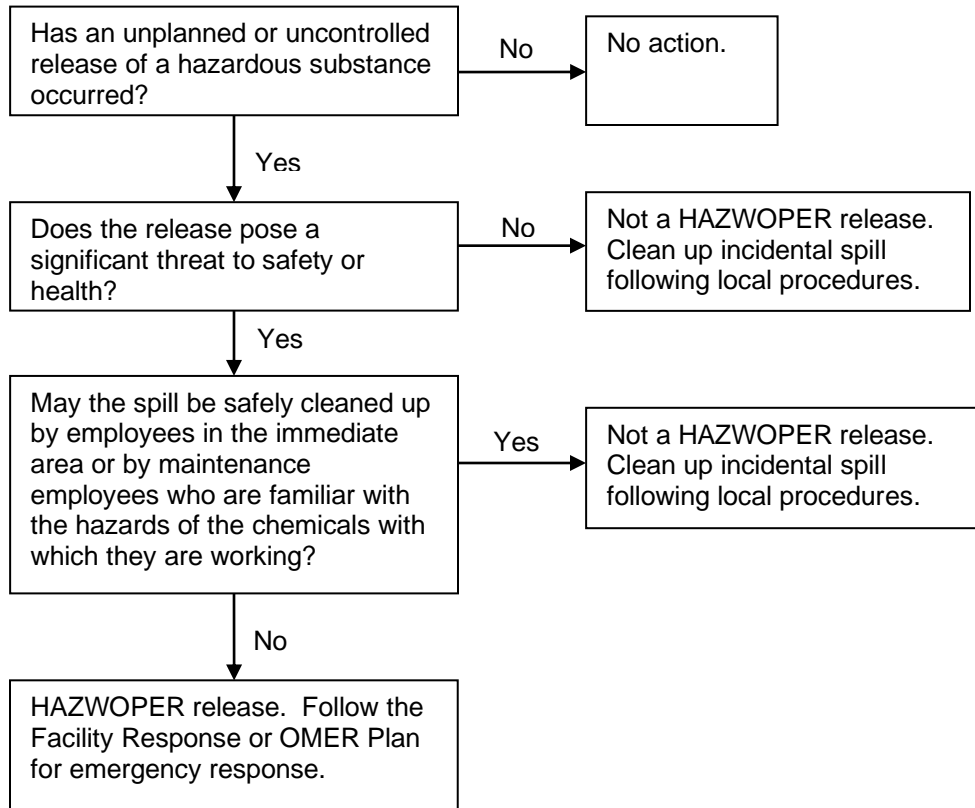 Has an unplanned or uncontrolled
release of a hazardous substance
occurred?
No
No action.
Yes
Does the release pose a
significant threat to safety or
health?
No
Not a HAZWOPER release.
Clean up incidental spill
following local procedures.
Yes
May the spill be safely cleaned up
by employees in the immediate
area or by maintenance
employees who are familiar with
the hazards of the chemicals with
which they are working?
Yes
Not a HAZWOPER release.
Clean up incidental spill
following local procedures.
No
HAZWOPER release.  Follow the
Facility Response or OMER Plan
for emergency response.